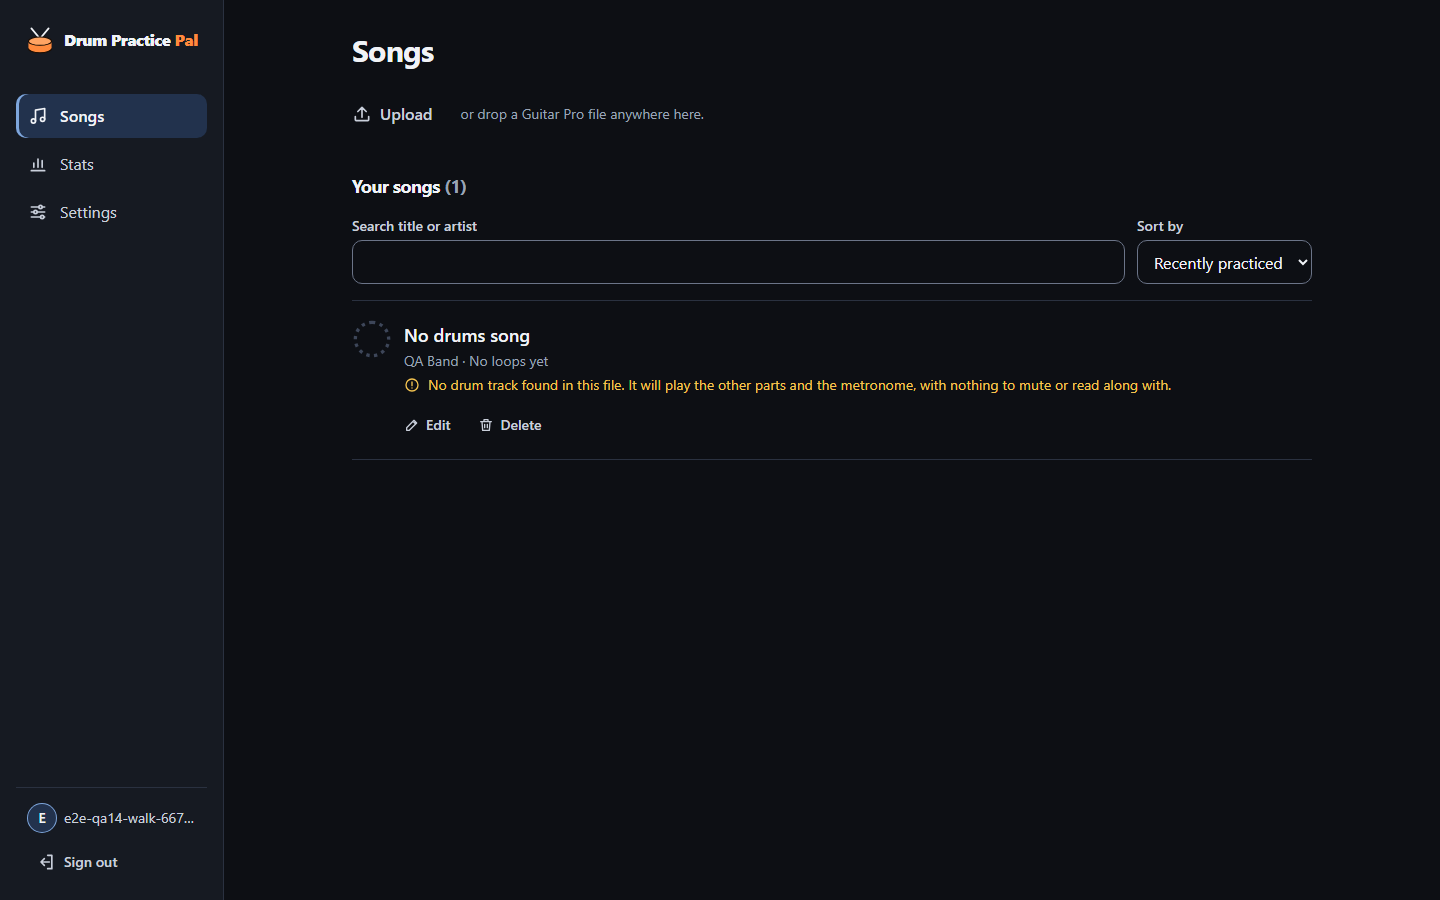 Drum Practice Pal
Songs
Stats
Settings
e2e-qa14-walk-667...
E
Sign out
Songs
Upload
or drop a Guitar Pro file anywhere here.
Your songs (1)
Search title or artist
Sort by
Recently practiced
No drums song
QA Band · No loops yet
No drum track found in this file. It will play the other parts and the metronome, with nothing to mute or read along with.
Edit
Delete